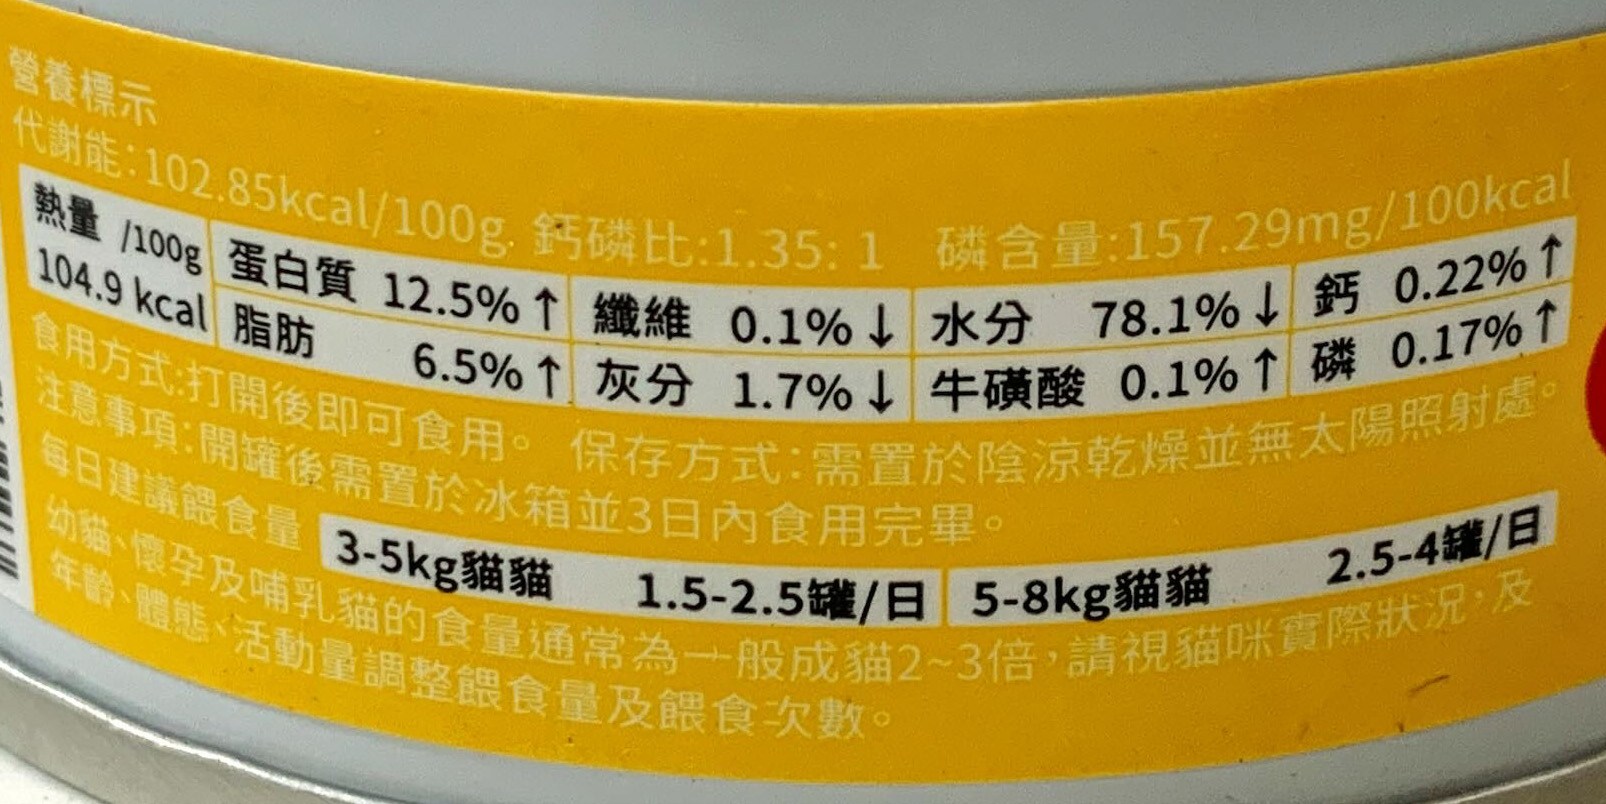 營養標示
代謝能:102.85kcal/100g 鈣磷比:1.35: 1 磷含量:157.29mg/100kcal
熱量 /100g 蛋白質 12.5%↑ 纖維 0.1%↓ 水分 78.1%↓ 鈣 0.22%↑
104.9 kcal 脂肪 6.5%↑ 灰分 1.7%↓ 牛磺酸 0.1%↑ 磷 0.17%↑
食用方式:打開後即可食用。 保存方式:需置於陰涼乾燥並無太陽照射處。
注意事項:開罐後需置於冰箱並3日內食用完畢。
每日建議餵食量 3-5kg貓貓 1.5-2.5罐/日 5-8kg貓貓 2.5-4罐/日
幼貓、懷孕及哺乳貓的食量通常為一般成貓2~3倍,請視貓咪實際狀況,及
年齡、體態、活動量調整餵食量及餵食次數。